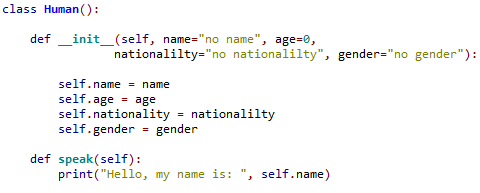 class Human():
def __init__(self, name="no name", age=0,
nationalilty="no nationalilty", gender="no gender"):
self.name = name
self.age = age
self.nationality = nationalilty
self.gender = gender
def speak(self):
print("Hello, my name is: ", self.name)